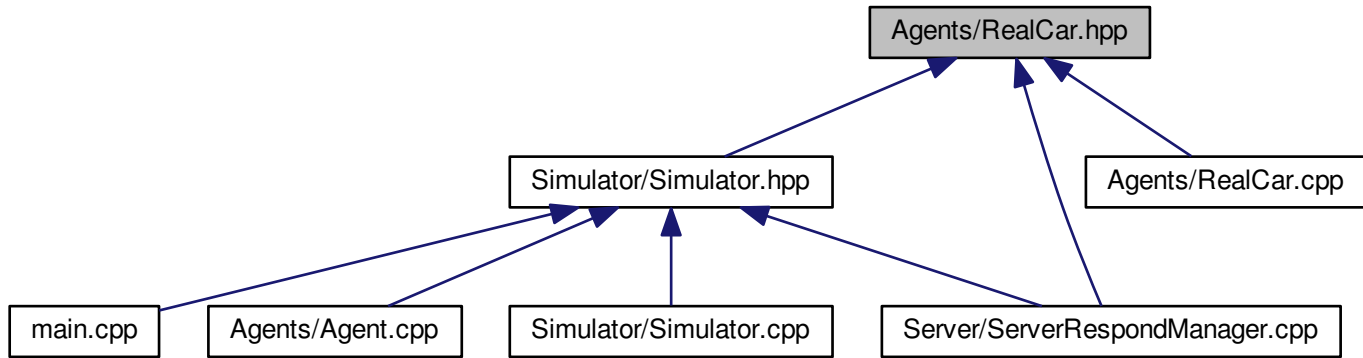 Agents/RealCar.hpp
Simulator/Simulator.hpp
Agents/RealCar.cpp
main.cpp
Agents/Agent.cpp
Simulator/Simulator.cpp
Server/ServerRespondManager.cpp